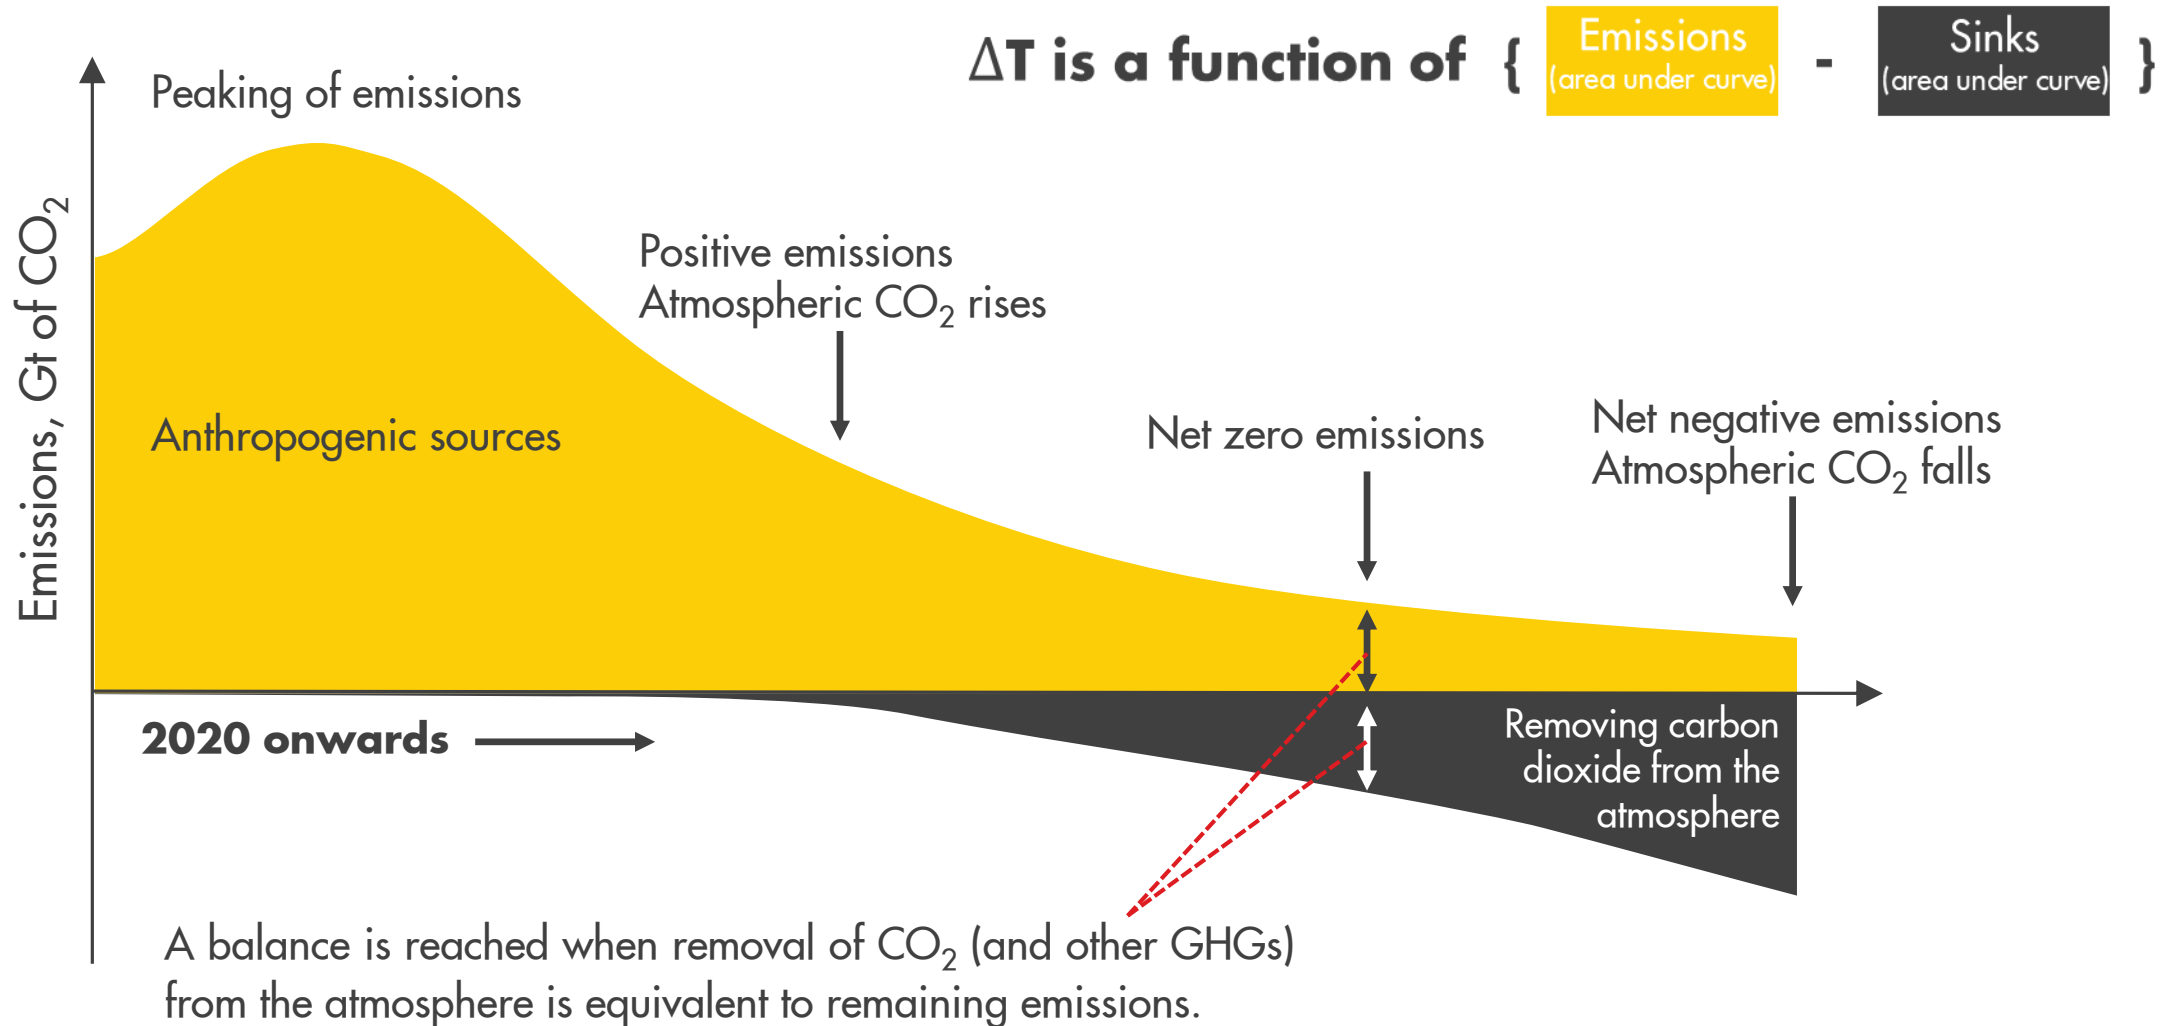 ΔT is a function of { Emissions (area under curve) - Sinks (area under curve) }
Peaking of emissions
Emissions, Gt of CO₂
Positive emissions
Atmospheric CO₂ rises
Anthropogenic sources
Net zero emissions
Net negative emissions
Atmospheric CO₂ falls
2020 onwards
Removing carbon
dioxide from the
atmosphere
A balance is reached when removal of CO₂ (and other GHGs)
from the atmosphere is equivalent to remaining emissions.